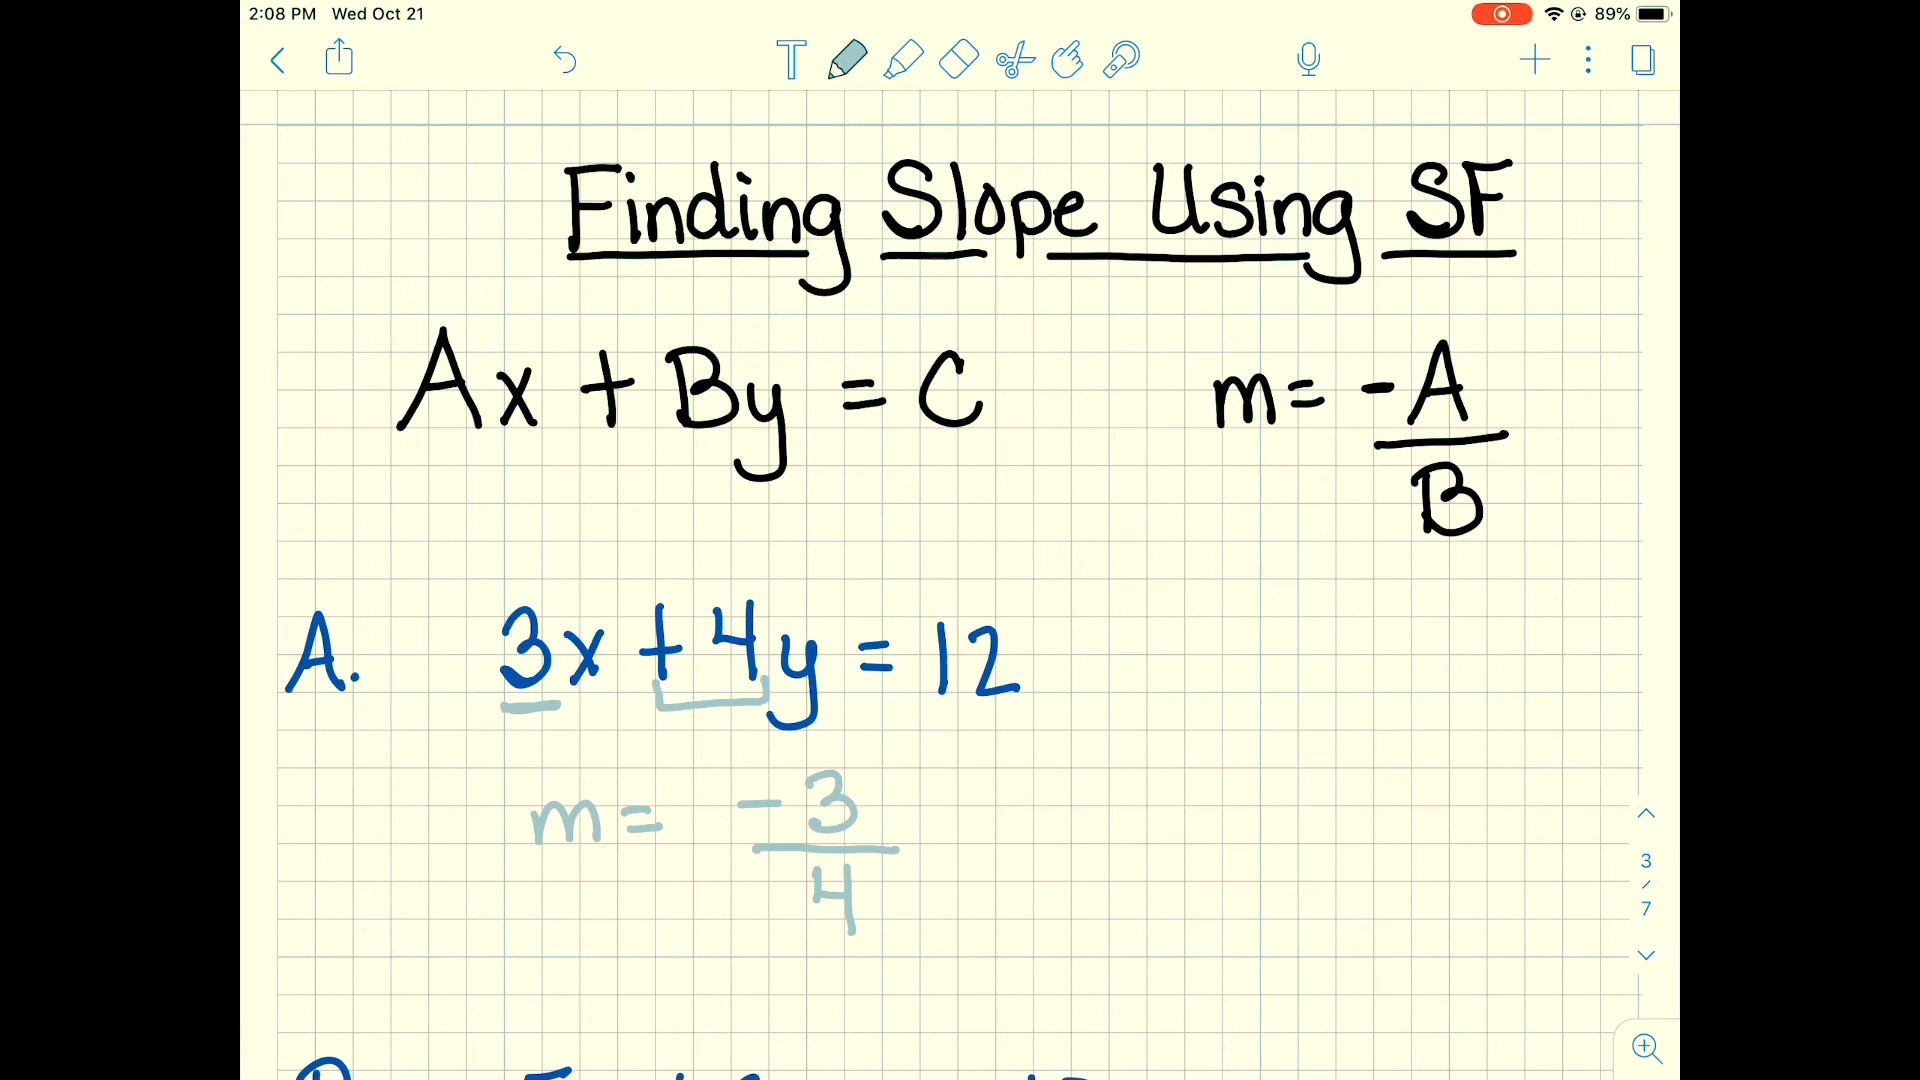 2:08 PM Wed Oct 21
89%
T
Finding Slope Using SF
Ax + By = C
m = -A
B
A. 3x + 4y = 12
m = -3
4
3
/
7